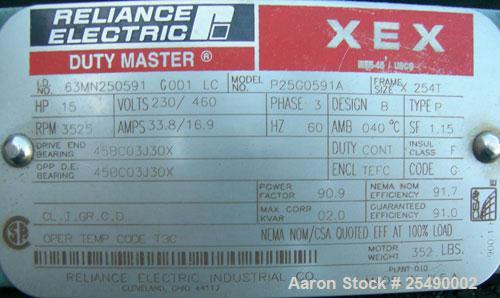 RELIANCE
ELECTRIC
DUTY MASTER ®
XEX
I.D. NO. 63MN250591 G001 LC MODEL NO. P25G0591A FRAME SIZE X 254T
HP 15 VOLTS 230/460 PHASE 3 DESIGN B TYPE P
RPM 3525 AMPS 33.8/16.9 HZ 60 AMB 040°C SF 1.15
DRIVE END BEARING 45BC03J30X DUTY CONT INSUL CLASS F
OPP D.E. BEARING 45BC03J30X ENCL TEFC CODE G
POWER FACTOR 90.9 NEMA NOM EFFICIENCY 91.7
CL.I,GR.C,D MAX CORR KVAR 02.0 GUARANTEED EFFICIENCY 91.0
OPER TEMP CODE T3C NEMA NOM/CSA QUOTED EFF AT 100% LOAD
MOTOR WEIGHT 352 LBS.
RELIANCE ELECTRIC INDUSTRIAL CO.
CLEVELAND, OHIO 44117
Aaron Stock # 25490002